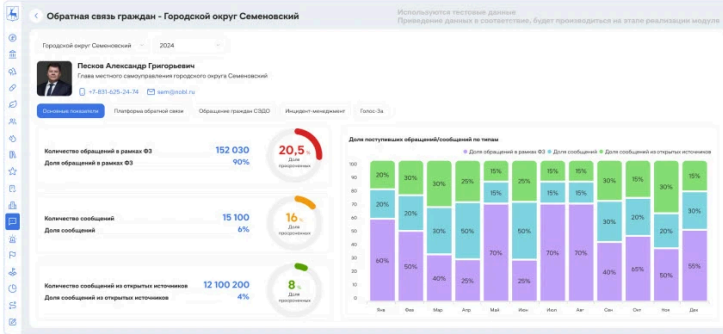 Обратная связь граждан - Городской округ Семеновский
Используются тестовые данные
Приведение данных в соответствие, будет производиться на этапе реализации модуля
Городской округ Семеновский
2024
Песков Александр Григорьевич
Глава местного самоуправления городского округа Семеновский
+7-831-625-24-74
Основные показатели
Платформа обратной связи
Обращение граждан СЭДО
Инцидент-менеджмент
Голос-3а
Количество обращений в рамках ФЗ 152 030
Доля обращений в рамках ФЗ 90%
20,5 %
Доля
просроченных
Количество сообщений 15 100
Доля сообщений 6%
16 %
Доля
просроченных
Количество сообщений из открытых источников 12 100 200
Доля сообщений из открытых источников 4%
8 %
Доля
просроченных
Доля поступивших обращений/сообщений по типам
Доля обращений в рамках ФЗ Доля сообщений Доля сообщений из открытых источников
100
90
80
70
60
50
40
30
20
10
0
20% 30% 30% 25% 15% 25% 15% 15% 30% 15% 30% 15%
20% 20% 30% 50% 15% 50% 15% 15% 30% 20% 20% 30%
60% 50% 40% 25% 70% 25% 70% 70% 40% 65% 50% 55%
Янв Фев Мар Апр Май Июн Июл Авг Сен Окт Ноя Дек